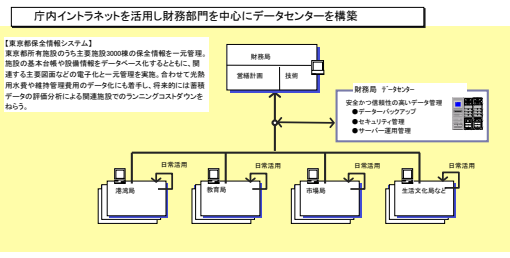 庁内イントラネットを活用し財務部門を中心にデータセンターを構築
【東京都保全情報システム】
東京都所有施設のうち主要施設3000棟の保全情報を一元管理。
施設の基本台帳や設備情報をデータベース化するとともに、関
連する主要図面などの電子化と一元管理を実施。合わせて光熱
用水費や維持管理費用のデータ化にも着手し、将来的には蓄積
データの評価分析による関連施設でのランニングコストダウンを
ねらう。
財務局
営繕計画
技術
財務局 データセンター
安全かつ信頼性の高いデータ管理
●データーバックアップ
●セキュリティ管理
●サーバー運用管理
日常活用
日常活用
日常活用
日常活用
港湾局
教育局
市場局
生活文化局など